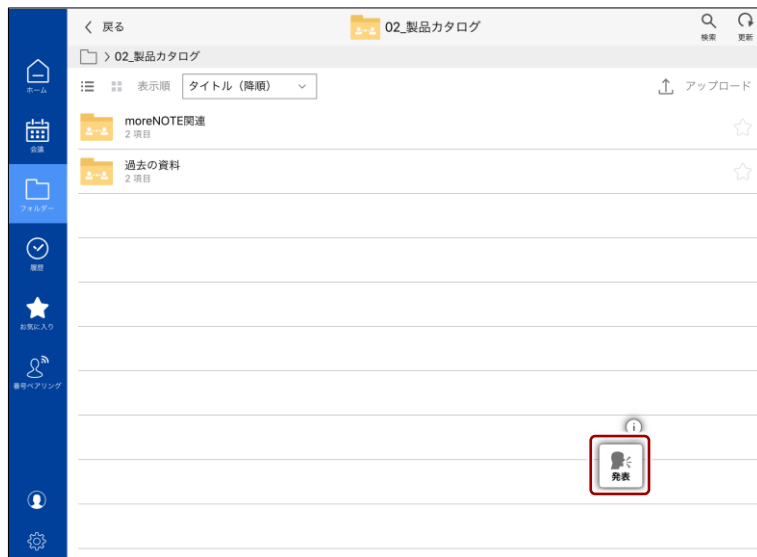 戻る
02_製品カタログ
検索
更新
02_製品カタログ
表示順
タイトル（降順）
アップロード
moreNOTE関連
2 項目
過去の資料
2 項目
ホーム
会議
フォルダー
履歴
お気に入り
番号ペアリング
発表